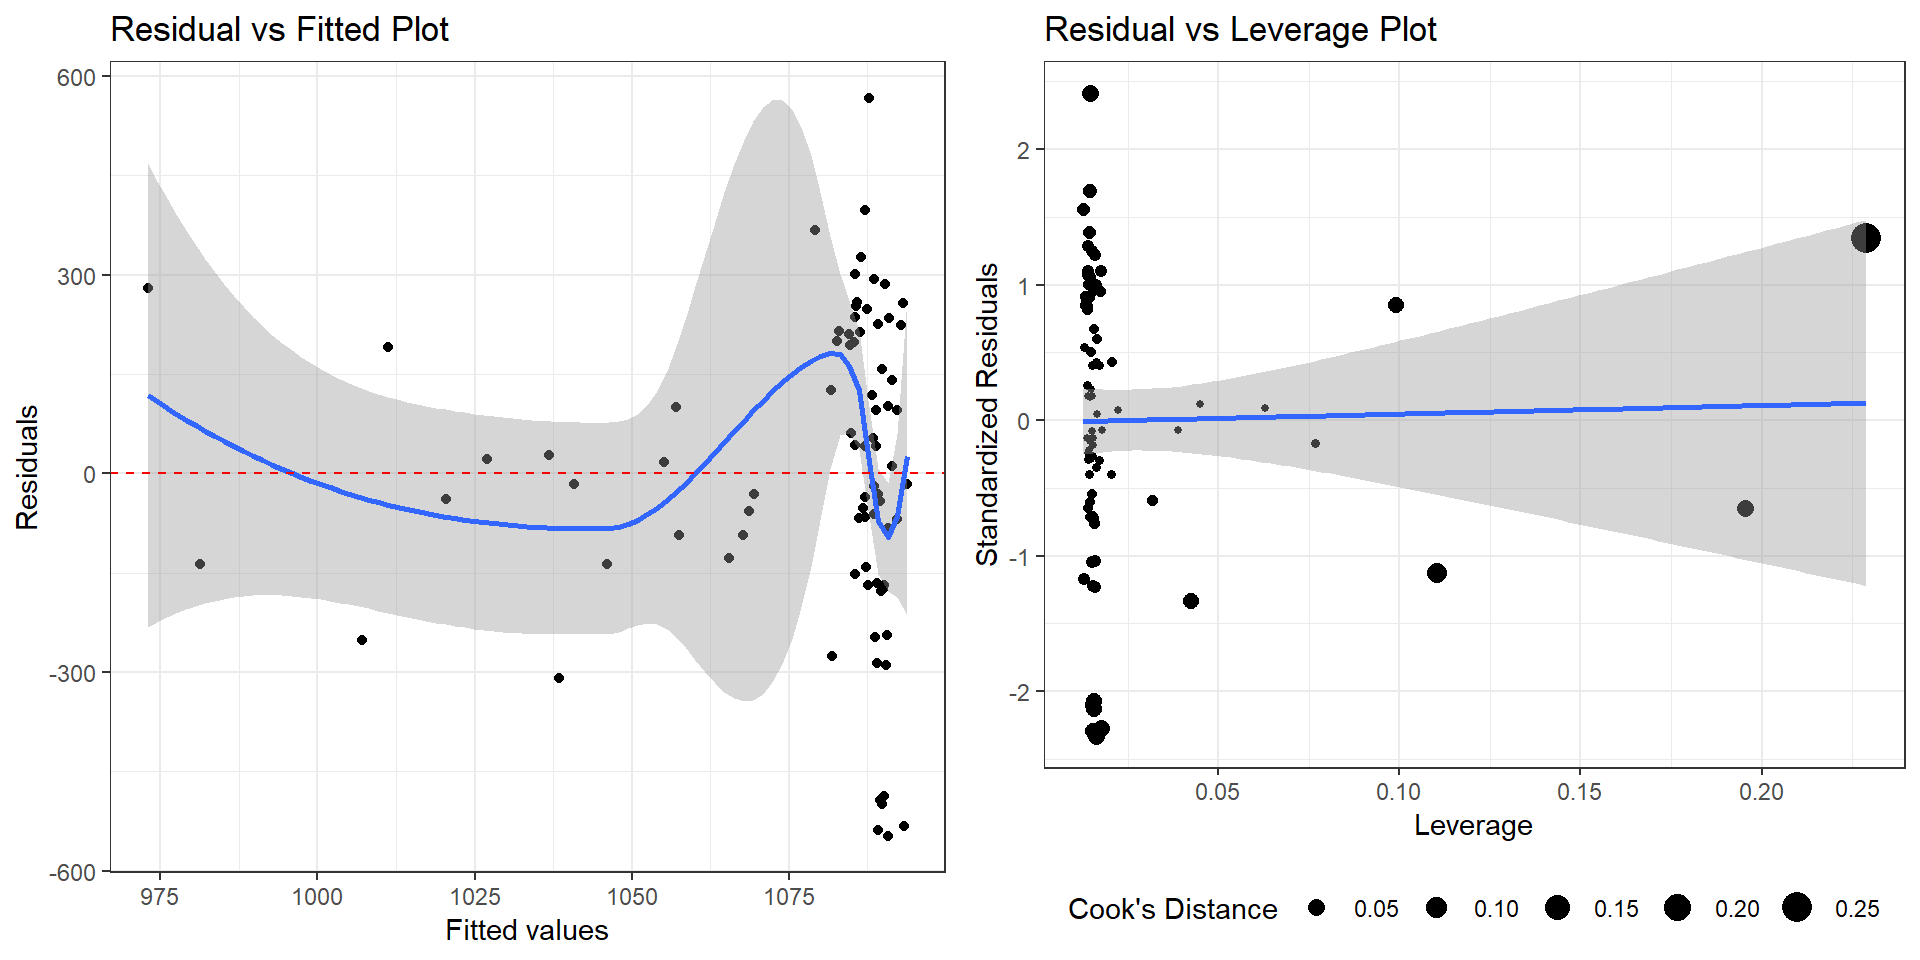 Residual vs Fitted Plot
600
300
0
-300
-600
Residuals
975
1000
1025
1050
1075
Fitted values
Residual vs Leverage Plot
2
1
0
-1
-2
Standardized Residuals
0.05
0.10
0.15
0.20
Leverage
Cook's Distance 0.05 0.10 0.15 0.20 0.25